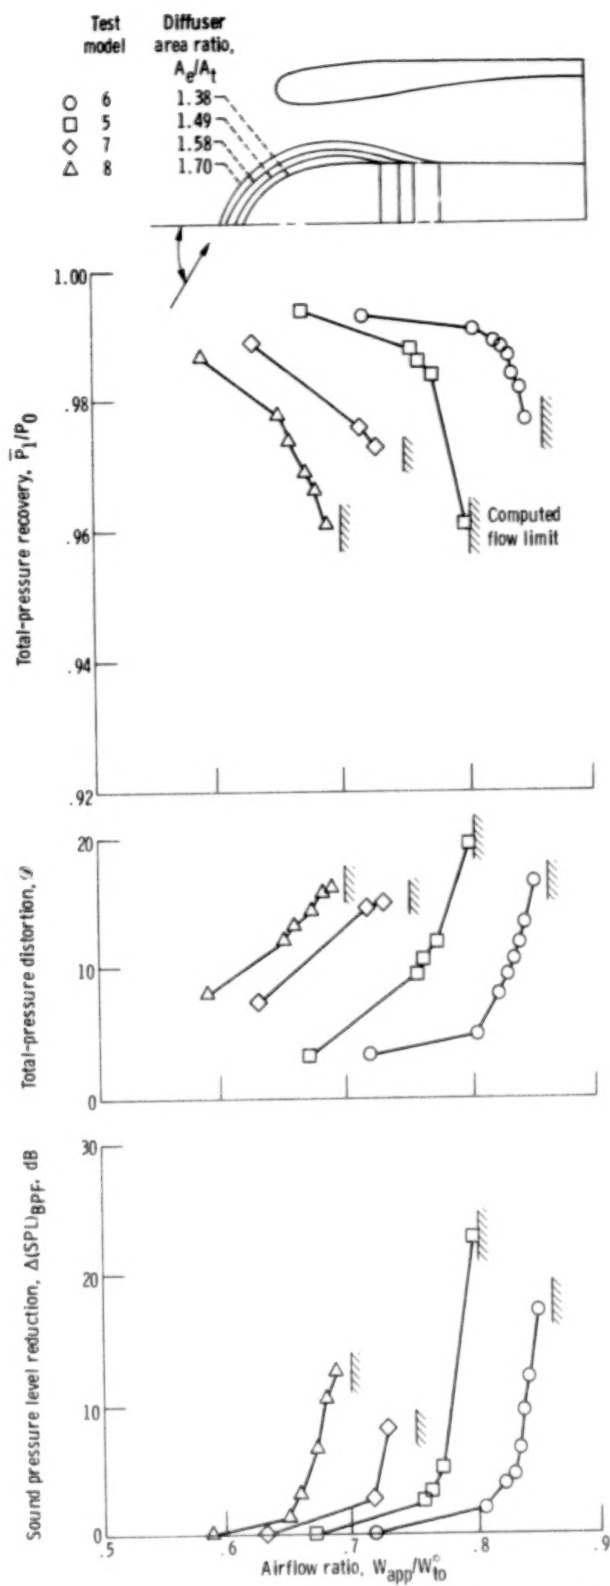 Test Diffuser
model area ratio,
Ae/At
6 1.38
5 1.49
7 1.58
8 1.70
1.00
.98
.96
.94
.92
Total-pressure recovery, P̅1/P0
Computed
flow limit
20
10
0
Total-pressure distortion, 𝒟
30
20
10
0
Sound pressure level reduction, Δ(SPL)BPF, dB
.5 .6 .7 .8 .9
Airflow ratio, Wapp/Wto